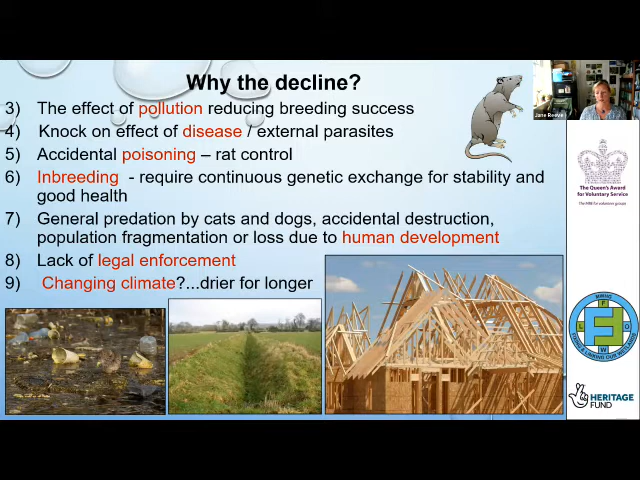 Why the decline?
3) The effect of pollution reducing breeding success
4) Knock on effect of disease / external parasites
5) Accidental poisoning – rat control
6) Inbreeding - require continuous genetic exchange for stability and
good health
7) General predation by cats and dogs, accidental destruction,
population fragmentation or loss due to human development
8) Lack of legal enforcement
9) Changing climate?...drier for longer
Jane Reeve
The Queen's Award
for Voluntary Service
The MBE for volunteer groups
HERITAGE
FUND